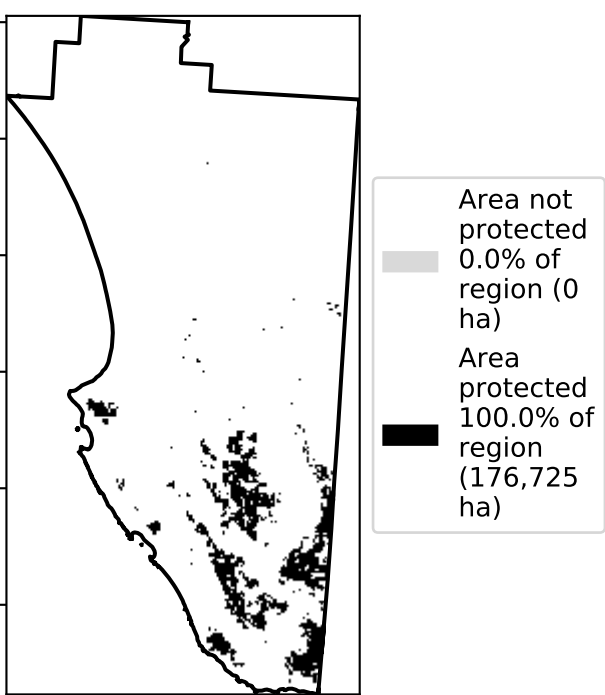 Area not
protected
0.0% of
region (0
ha)
Area
protected
100.0% of
region
(176,725
ha)